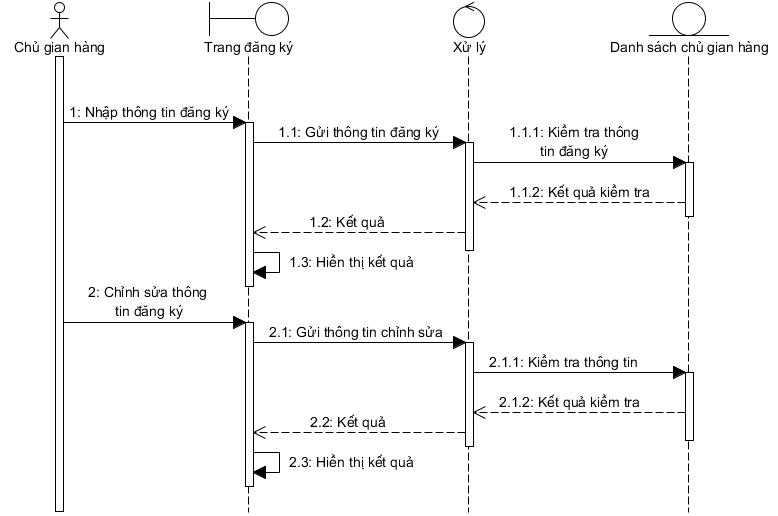 Chủ gian hàng
Trang đăng ký
Xử lý
Danh sách chủ gian hàng
1: Nhập thông tin đăng ký
1.1: Gửi thông tin đăng ký
1.1.1: Kiểm tra thông
tin đăng ký
1.1.2: Kết quả kiểm tra
1.2: Kết quả
1.3: Hiển thị kết quả
2: Chỉnh sửa thông
tin đăng ký
2.1: Gửi thông tin chỉnh sửa
2.1.1: Kiểm tra thông tin
2.1.2: Kết quả kiểm tra
2.2: Kết quả
2.3: Hiển thị kết quả